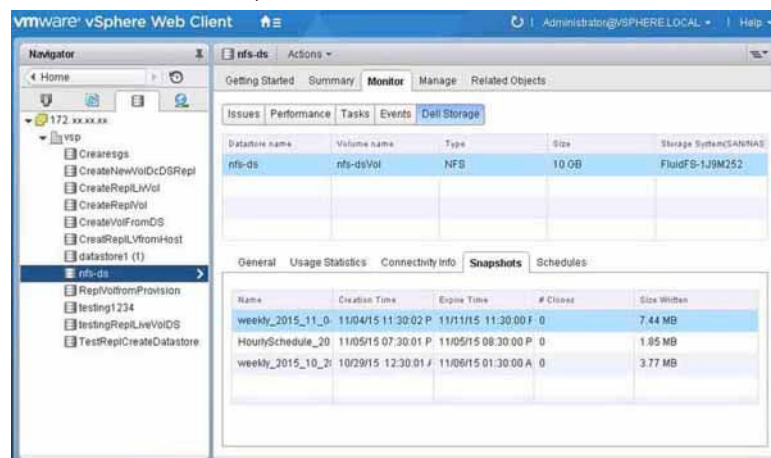 vmware® vSphere Web Client
Administrator@VSPHERE.LOCAL
Help
Navigator
Home
172.xx.xx.xx
vsp
Crearesgs
CreateNewVolDcDSRepl
CreateReplLivVol
CreateReplVol
CreateVolFromDS
CreatReplLVfromHost
datastore1 (1)
nfs-ds
ReplVolfromProvision
testing1234
testingReplLiveVolDS
TestReplCreateDatastore
nfs-ds Actions
Getting Started Summary Monitor Manage Related Objects
Issues Performance Tasks Events Dell Storage
Datastore name Volume name Type Size Storage System(SAN/NAS
nfs-ds nfs-dsVol NFS 10 GB FluidFS-1J9M252
General Usage Statistics Connectivity Info Snapshots Schedules
Name Creation Time Expire Time # Clones Size Written
weekly_2015_11_0 11/04/15 11:30:02 P 11/11/15 11:30:00 F 0 7.44 MB
HourlySchedule_20 11/05/15 07:30:01 P 11/05/15 08:30:00 P 0 1.85 MB
weekly_2015_10_2 10/29/15 12:30:01 A 11/06/15 01:30:00 A 0 3.77 MB